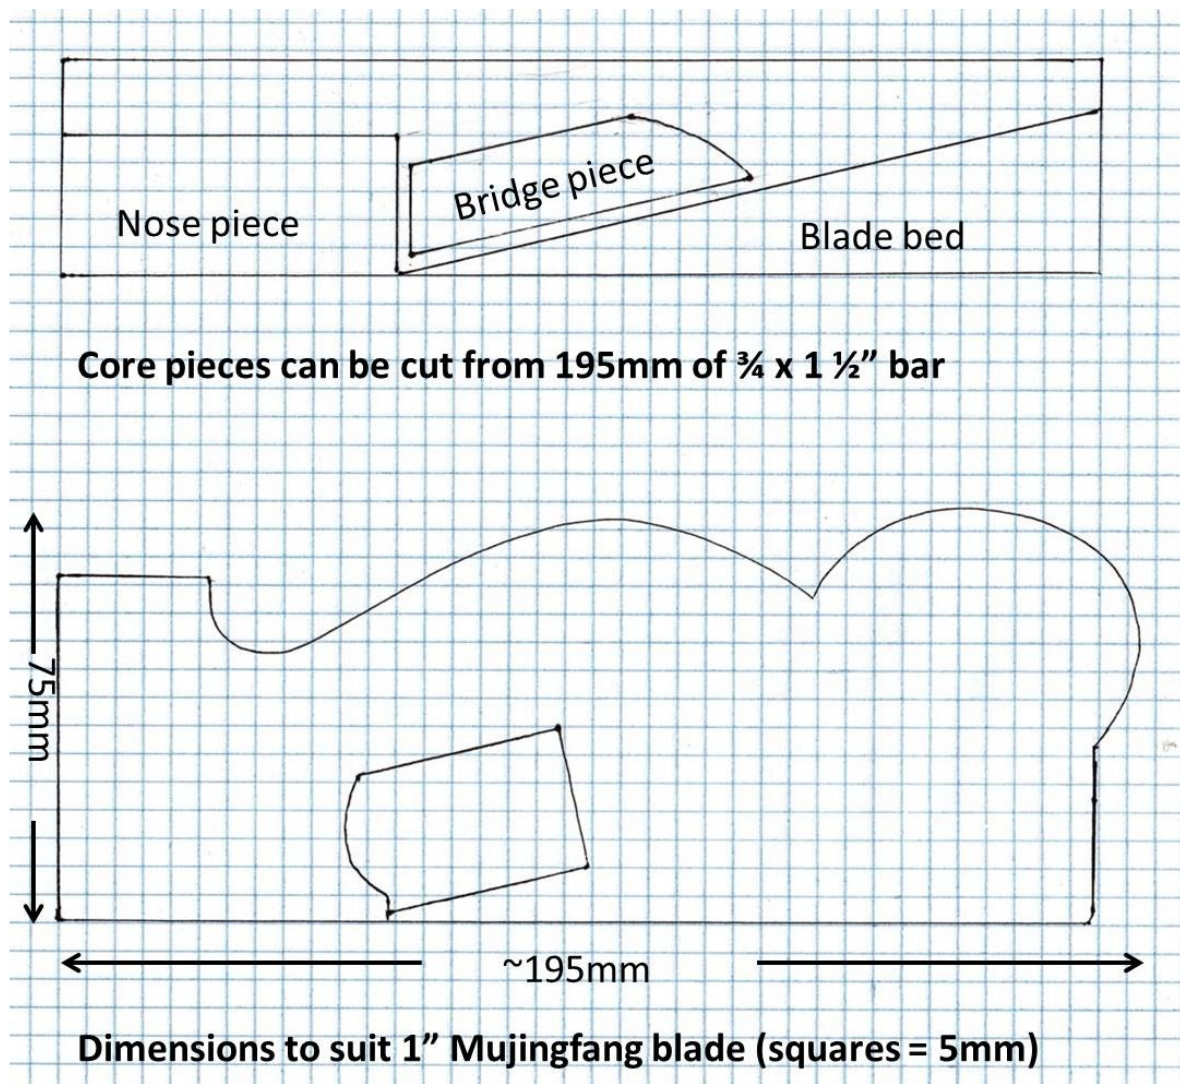 Bridge piece
Nose piece
Blade bed
Core pieces can be cut from 195mm of ¾ x 1 ½” bar
75mm
~195mm
Dimensions to suit 1” Mujingfang blade (squares = 5mm)